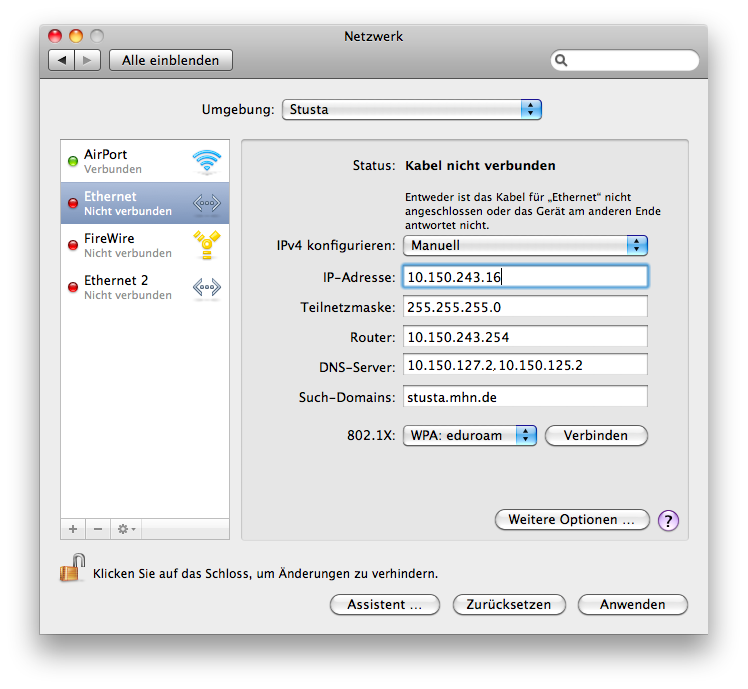 Netzwerk
Alle einblenden
Umgebung: Stusta
AirPort
Verbunden
Ethernet
Nicht verbunden
FireWire
Nicht verbunden
Ethernet 2
Nicht verbunden
Status: Kabel nicht verbunden
Entweder ist das Kabel für „Ethernet“ nicht
angeschlossen oder das Gerät am anderen Ende
antwortet nicht.
IPv4 konfigurieren: Manuell
IP-Adresse: 10.150.243.16
Teilnetzmaske: 255.255.255.0
Router: 10.150.243.254
DNS-Server: 10.150.127.2, 10.150.125.2
Such-Domains: stusta.mhn.de
802.1X: WPA: eduroam Verbinden
Weitere Optionen ... ?
Klicken Sie auf das Schloss, um Änderungen zu verhindern.
Assistent ... Zurücksetzen Anwenden